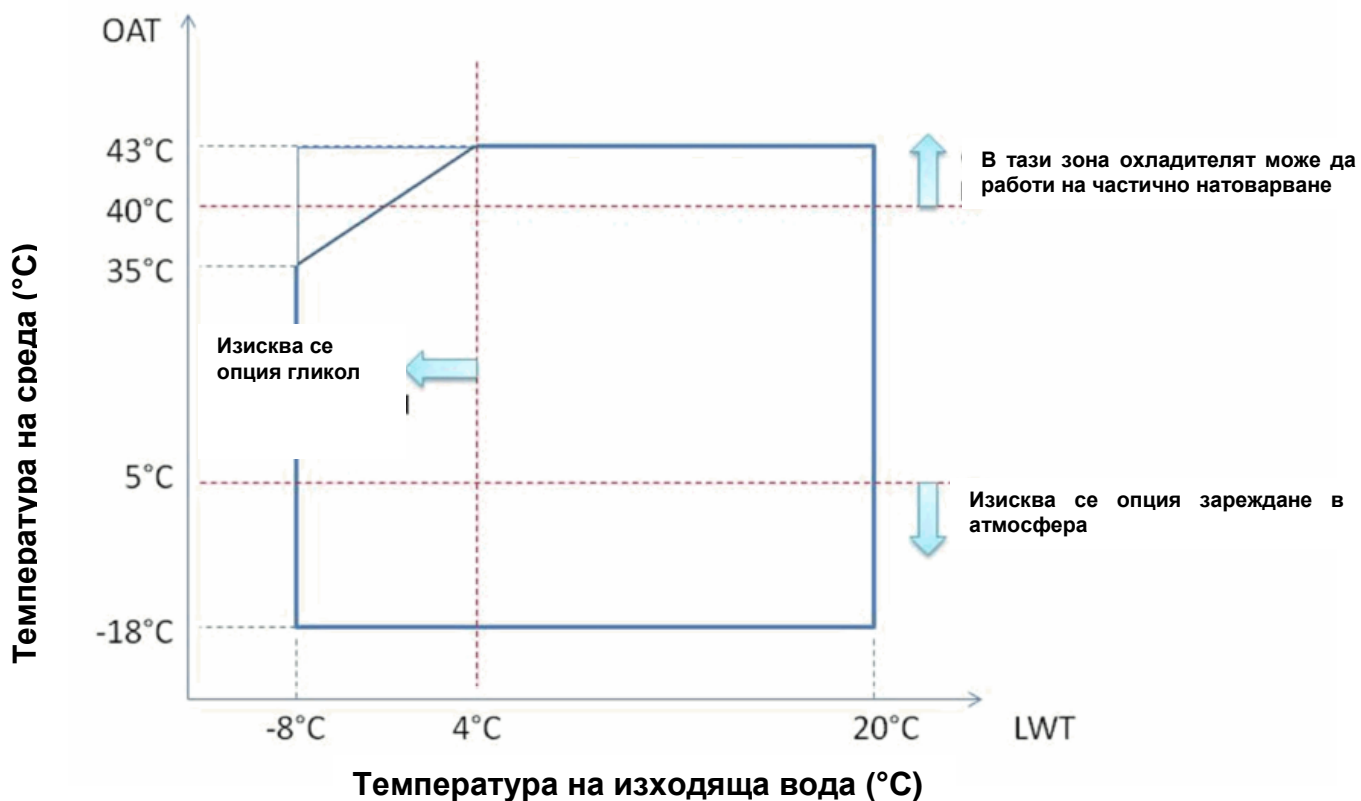 OAT
43°C
40°C
35°C
5°C
-18°C
Температура на среда (°C)
В тази зона охладителят може да
работи на частично натоварване
Изисква се
опция гликол
Изисква се опция зареждане в
атмосфера
-8°C 4°C 20°C LWT
Температура на изходяща вода (°C)